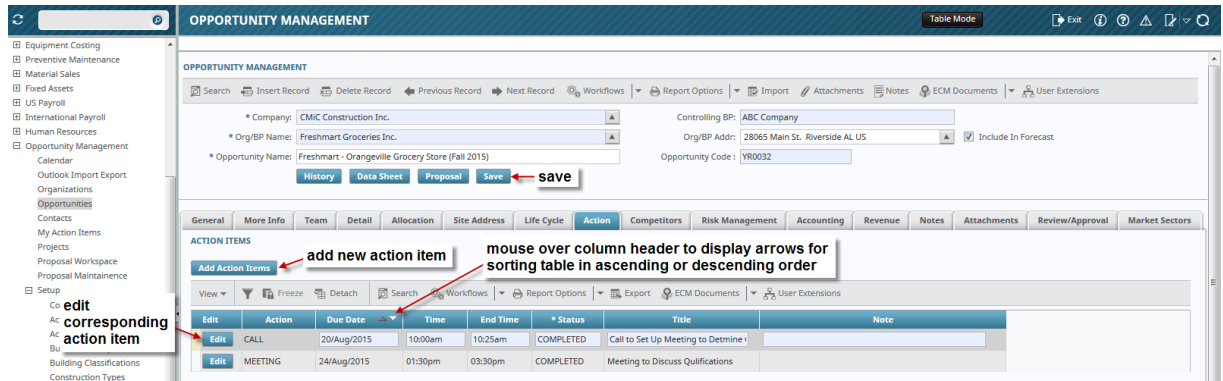 OPPORTUNITY MANAGEMENT
Table Mode
Exit
Equipment Costing
Preventive Maintenance
Material Sales
Fixed Assets
US Payroll
International Payroll
Human Resources
Opportunity Management
Calendar
Outlook Import Export
Organizations
Opportunities
Contacts
My Action Items
Projects
Proposal Workspace
Proposal Maintainence
Setup
Building Classifications
Construction Types
OPPORTUNITY MANAGEMENT
Search Insert Record Delete Record Previous Record Next Record Workflows Report Options Import Attachments Notes ECM Documents User Extensions
* Company: CMiC Construction Inc. Controlling BP: ABC Company
* Org/BP Name: Freshmart Groceries Inc. Org/BP Addr: 28065 Main St. Riverside AL US Include In Forecast
* Opportunity Name: Freshmart - Orangeville Grocery Store (Fall 2015) Opportunity Code : YR0032
History Data Sheet Proposal Save save
General More Info Team Detail Allocation Site Address Life Cycle Action Competitors Risk Management Accounting Revenue Notes Attachments Review/Approval Market Sectors
ACTION ITEMS
Add Action Items add new action item
mouse over column header to display arrows for
sorting table in ascending or descending order
View Freeze Detach Search Workflows Report Options Export ECM Documents User Extensions
edit
corresponding
action item
Edit Action Due Date Time End Time * Status Title Note
Edit CALL 20/Aug/2015 10:00am 10:25am COMPLETED Call to Set Up Meeting to Detmine
Edit MEETING 24/Aug/2015 01:30pm 03:30pm COMPLETED Meeting to Discuss Qulifications